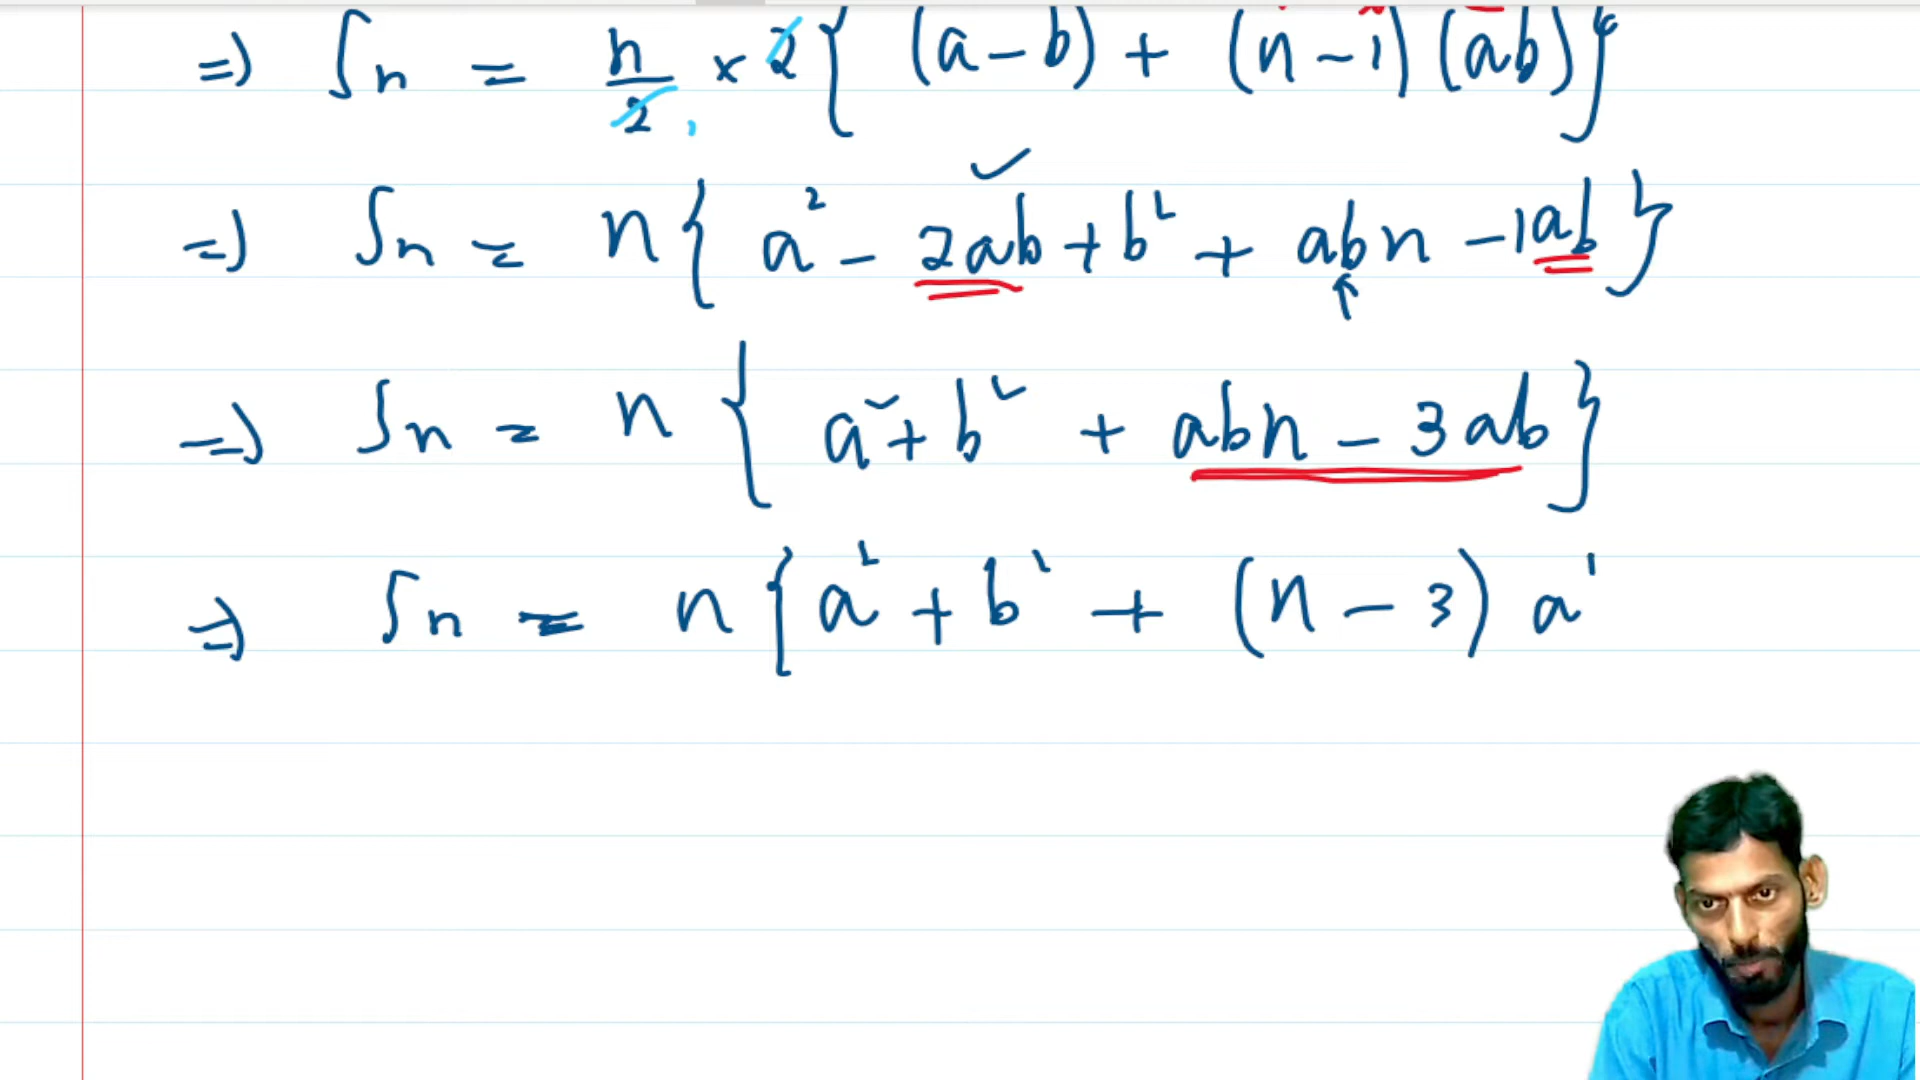 => Sn = n/2 × 2{ (a-b) + (n-1)(ab)}
=> Sn = n{ a² - 2ab + b² + abn - 1ab}
=> Sn = n { a² + b² + abn - 3ab}
=> Sn = n{a² + b² + (n-3) a